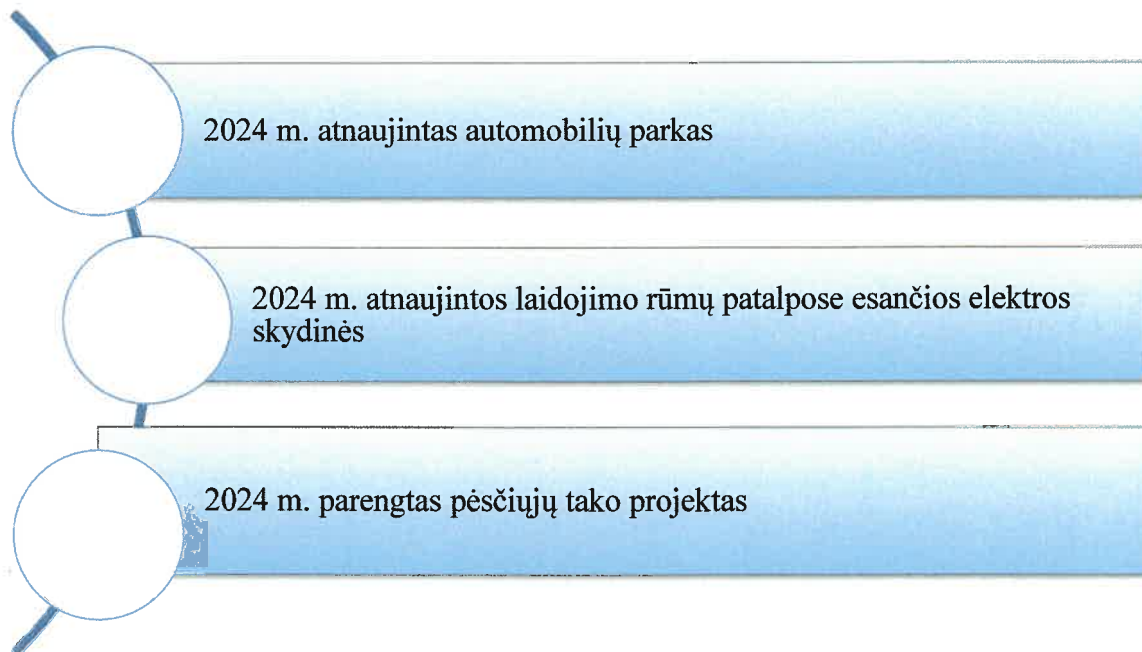 2024 m. atnaujintas automobilių parkas
2024 m. atnaujintos laidojimo rūmų patalpose esančios elektros
skydinės
2024 m. parengtas pėsčiųjų tako projektas